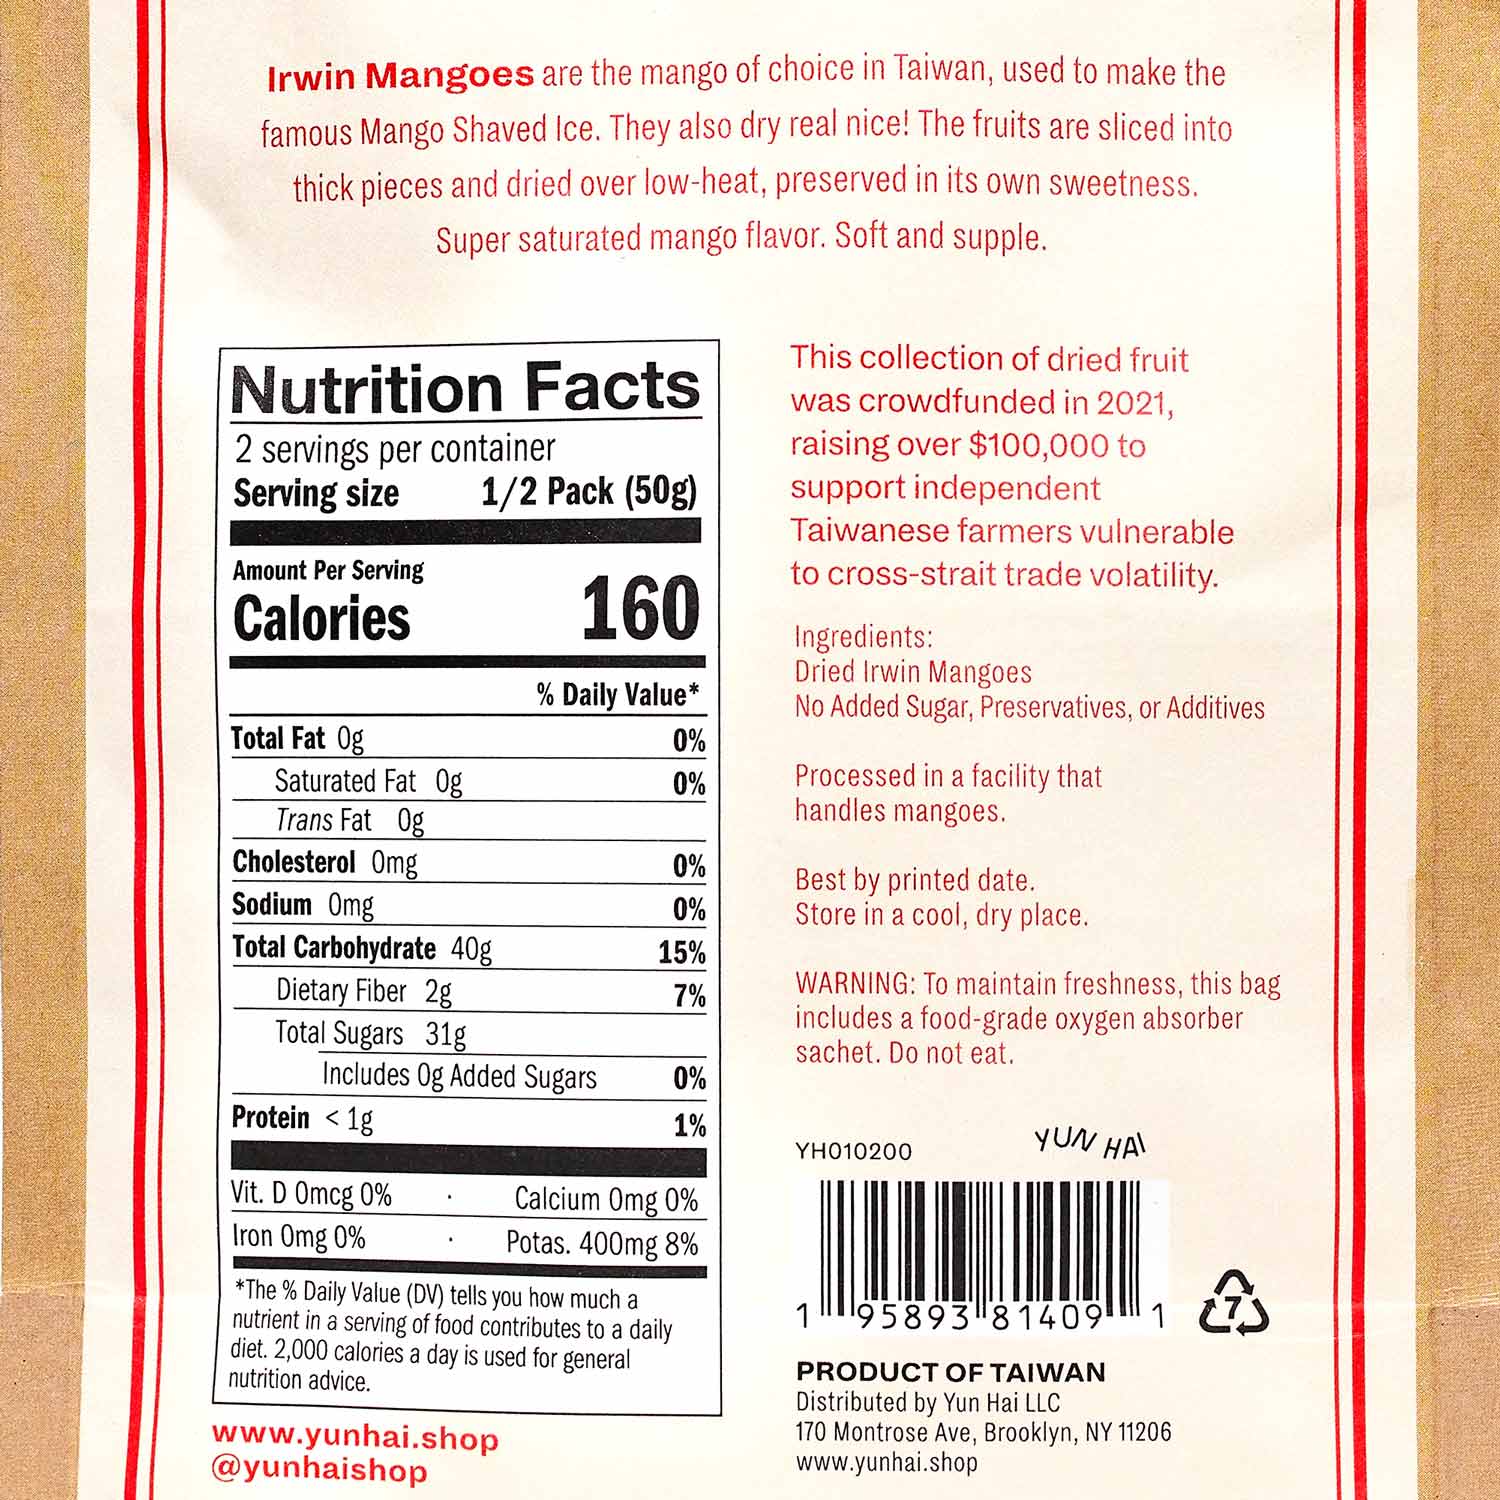 Irwin Mangoes are the mango of choice in Taiwan, used to make the
famous Mango Shaved Ice. They also dry real nice! The fruits are sliced into
thick pieces and dried over low-heat, preserved in its own sweetness.
Super saturated mango flavor. Soft and supple.
Nutrition Facts
2 servings per container
Serving size 1/2 Pack (50g)
Amount Per Serving
Calories 160
% Daily Value*
Total Fat 0g 0%
Saturated Fat 0g 0%
Trans Fat 0g
Cholesterol 0mg 0%
Sodium 0mg 0%
Total Carbohydrate 40g 15%
Dietary Fiber 2g 7%
Total Sugars 31g
Includes 0g Added Sugars 0%
Protein < 1g 1%
Vit. D 0mcg 0% · Calcium 0mg 0%
Iron 0mg 0% · Potas. 400mg 8%
*The % Daily Value (DV) tells you how much a
nutrient in a serving of food contributes to a daily
diet. 2,000 calories a day is used for general
nutrition advice.
www.yunhai.shop
@yunhaishop
This collection of dried fruit
was crowdfunded in 2021,
raising over $100,000 to
support independent
Taiwanese farmers vulnerable
to cross-strait trade volatility.
Ingredients:
Dried Irwin Mangoes
No Added Sugar, Preservatives, or Additives
Processed in a facility that
handles mangoes.
Best by printed date.
Store in a cool, dry place.
WARNING: To maintain freshness, this bag
includes a food-grade oxygen absorber
sachet. Do not eat.
YH010200 YUN HAI
1 95893 81409 1
7
PRODUCT OF TAIWAN
Distributed by Yun Hai LLC
170 Montrose Ave, Brooklyn, NY 11206
www.yunhai.shop